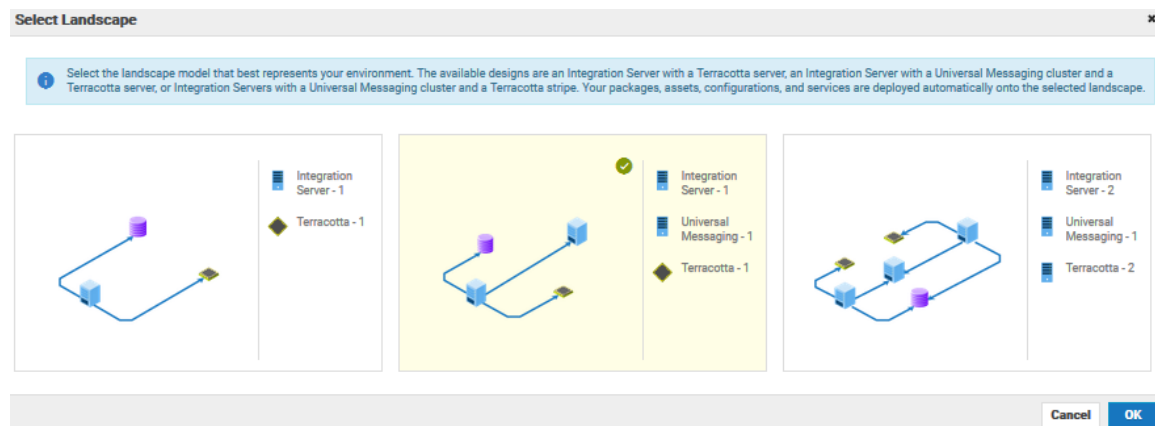 Select Landscape
Select the landscape model that best represents your environment. The available designs are an Integration Server with a Terracotta server, an Integration Server with a Universal Messaging cluster and a
Terracotta server, or Integration Servers with a Universal Messaging cluster and a Terracotta stripe. Your packages, assets, configurations, and services are deployed automatically onto the selected landscape.
Integration
Server - 1
Terracotta - 1
Integration
Server - 1
Universal
Messaging - 1
Terracotta - 1
Integration
Server - 2
Universal
Messaging - 1
Terracotta - 2
Cancel
OK